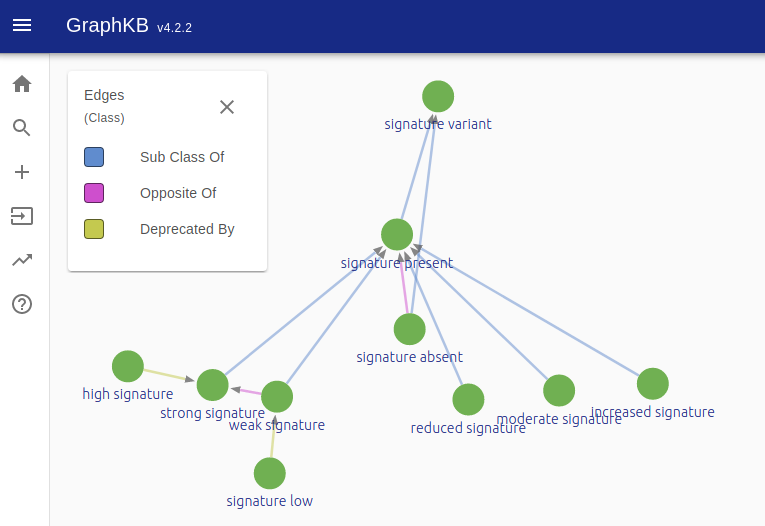 GraphKB v4.2.2
Edges
(Class)
Sub Class Of
Opposite Of
Deprecated By
signature variant
signature present
signature absent
high signature
strong signature
weak signature
reduced signature
moderate signature
increased signature
signature low